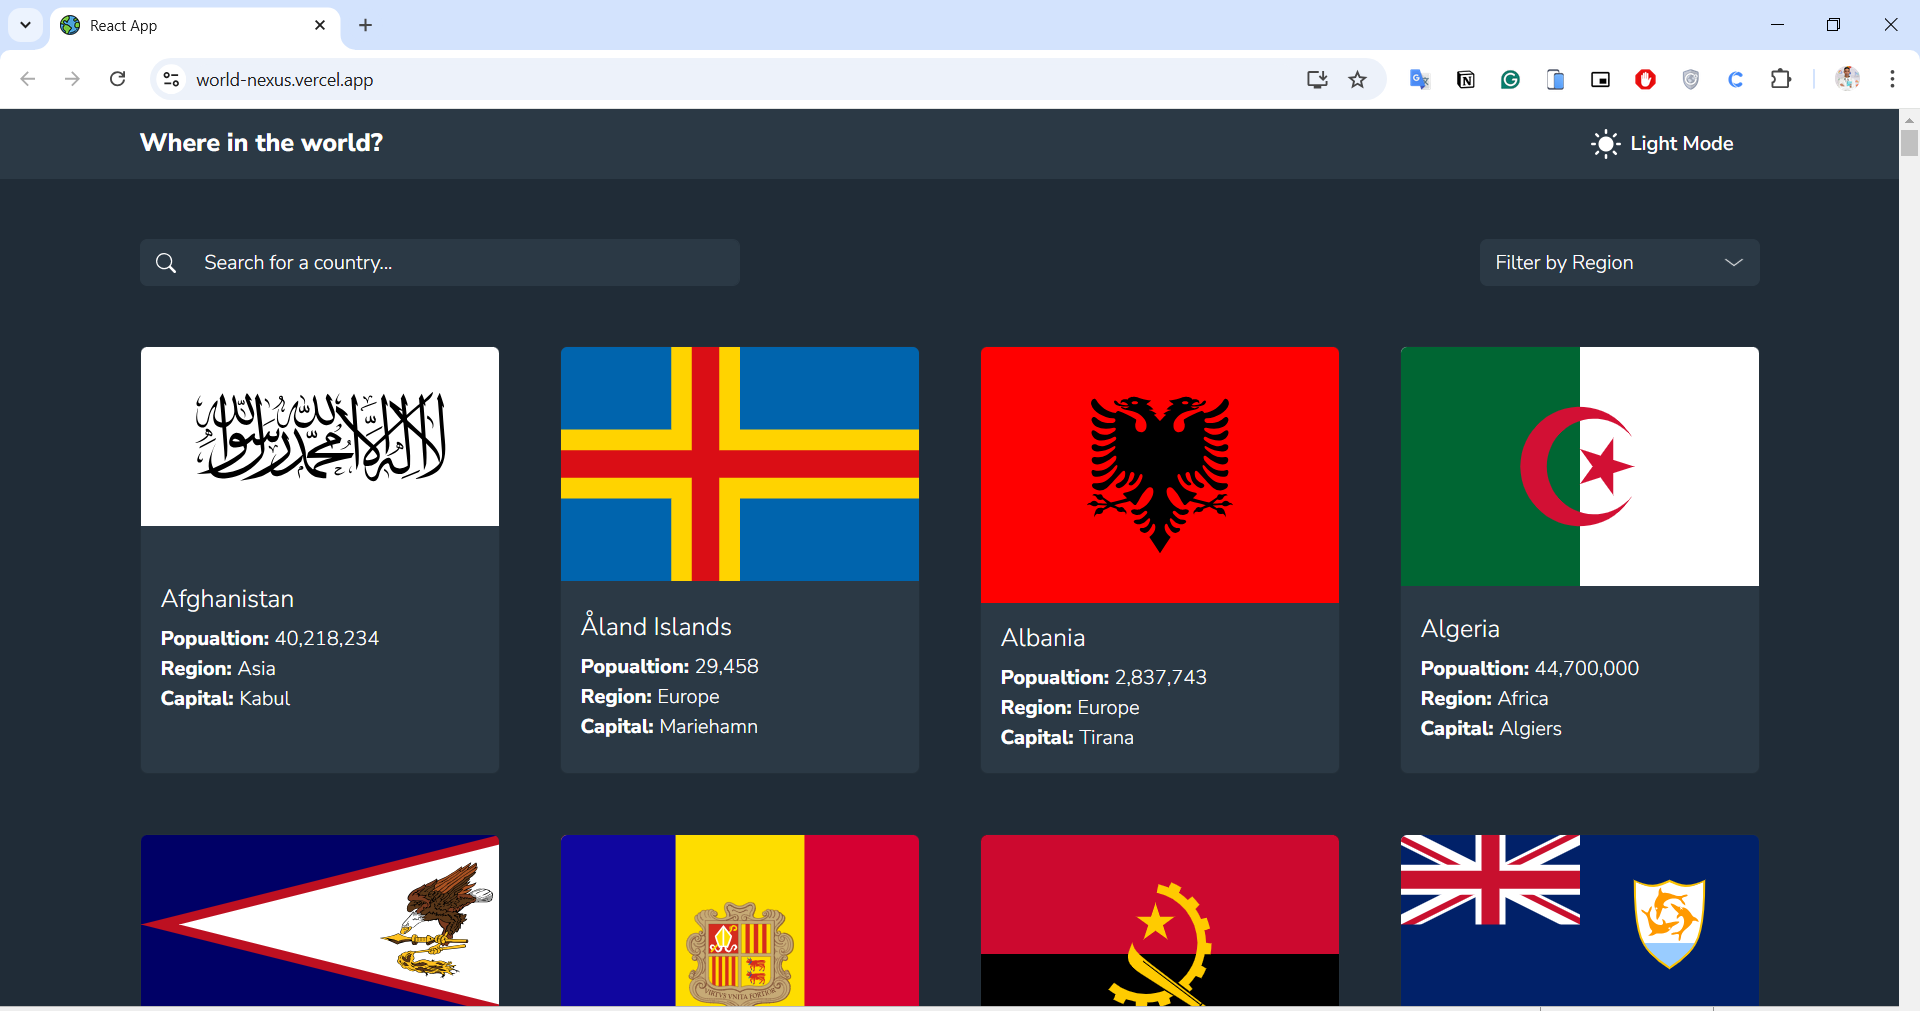 React App
world-nexus.vercel.app
Where in the world?
Light Mode
Search for a country...
Filter by Region
لا إله إلا الله محمد رسول الله
Afghanistan
Popualtion: 40,218,234
Region: Asia
Capital: Kabul
Åland Islands
Popualtion: 29,458
Region: Europe
Capital: Mariehamn
Albania
Popualtion: 2,837,743
Region: Europe
Capital: Tirana
Algeria
Popualtion: 44,700,000
Region: Africa
Capital: Algiers
VIRTVS VNITA FORTIOR